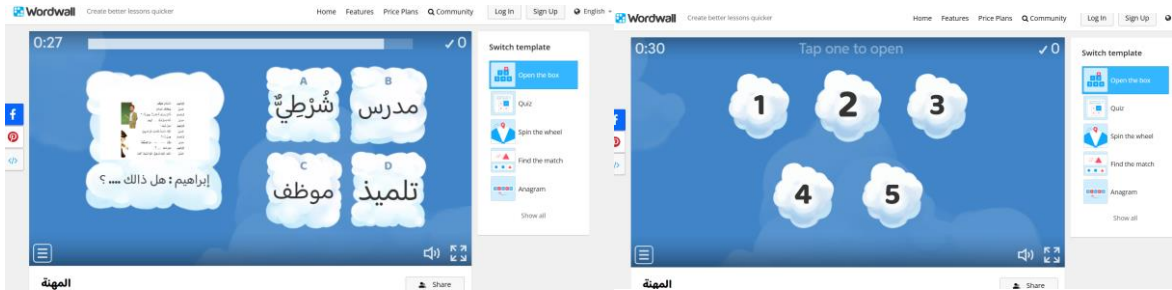 Wordwall Create better lessons quicker Home Features Price Plans Community Log In Sign Up English
0:27 ✓ 0
A شُرْطِيٌّ
B مدرس
C موظف
D تلميذ
إبراهيم : هل ذالك .... ؟
Switch template
Open the box
Quiz
Spin the wheel
Find the match
Anagram
Show all
المهنة
Share
Wordwall Create better lessons quicker Home Features Price Plans Community Log In Sign Up
0:30 Tap one to open ✓ 0
1 2 3
4 5
Switch template
Open the box
Quiz
Spin the wheel
Find the match
Anagram
Show all
المهنة
Share